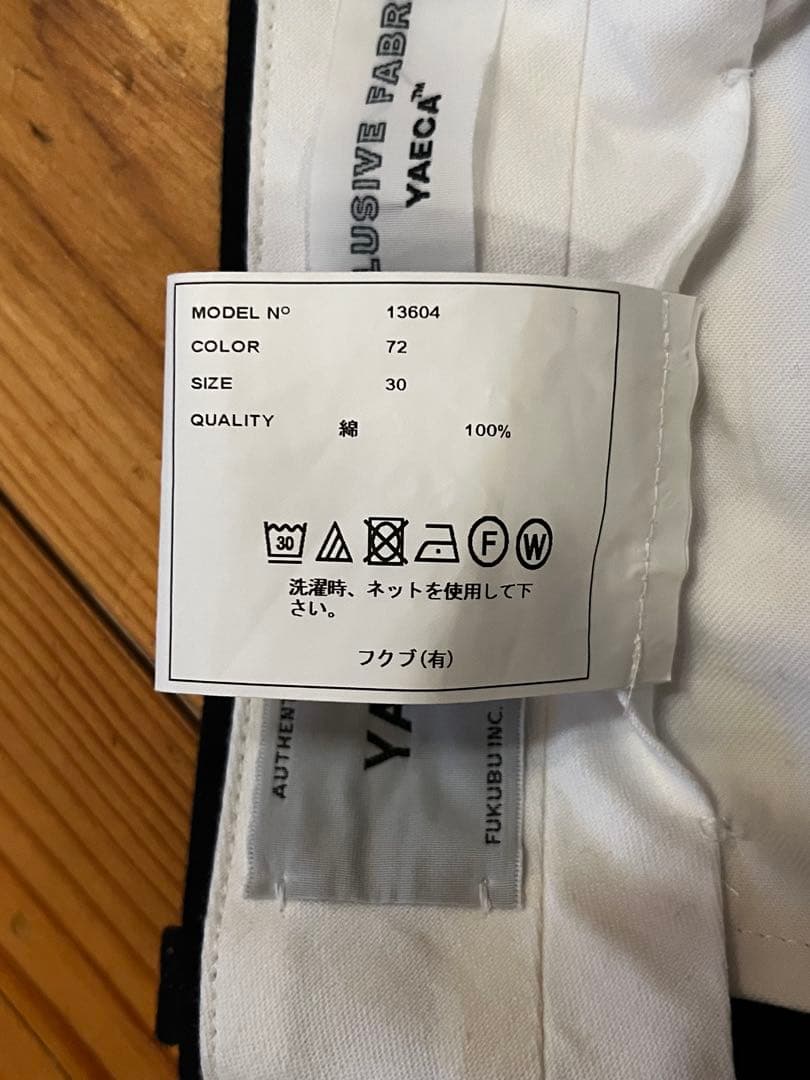 LUSIVE FABR
YAECA™
MODEL Nº 13604
COLOR 72
SIZE 30
QUALITY 綿 100%
30 F W
洗濯時、ネットを使用して下
さい。
フクブ(有)
AUTHENT
YA
FUKUBU INC.